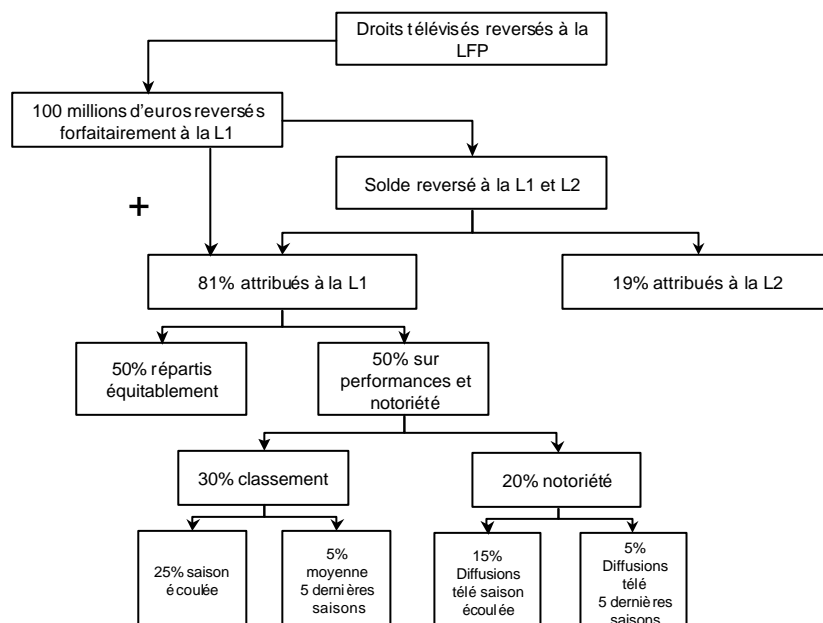 Droits télévisés reversés à la
LFP
100 millions d'euros reversés
forfaitairement à la L1
Solde reversé à la L1 et L2
+
81% attribués à la L1
19% attribués à la L2
50% répartis
équitablement
50% sur
performances et
notoriété
30% classement
20% notoriété
25% saison
écoulée
5%
moyenne
5 dernières
saisons
15%
Diffusions
télé saison
écoulée
5%
Diffusions
télé
5 dernières
saisons